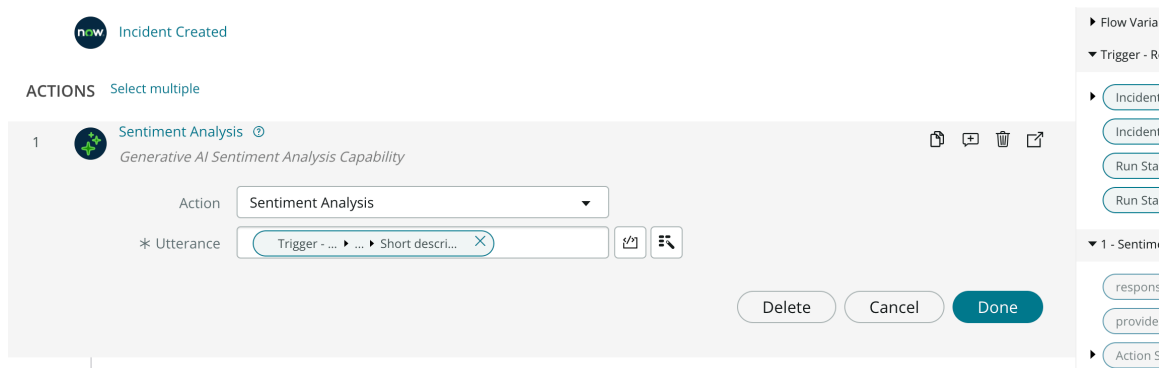 now Incident Created
ACTIONS Select multiple
1 Sentiment Analysis
Generative AI Sentiment Analysis Capability
Action Sentiment Analysis
* Utterance Trigger - ... ▸ ... ▸ Short descri...
Delete Cancel Done
Flow Varia
Trigger - R
Incident
Incident
Run Sta
Run Sta
1 - Sentime
respons
provide
Action S